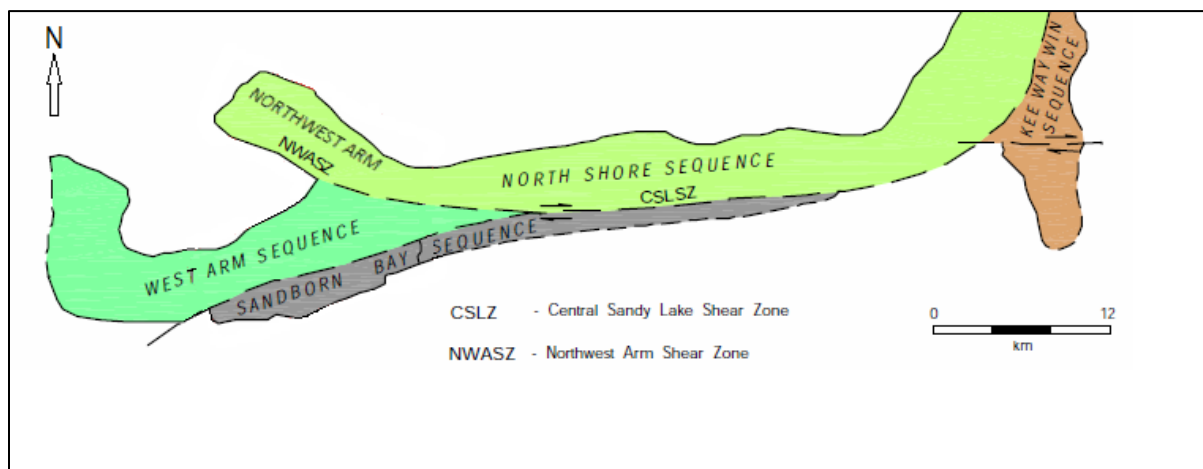 N
NORTHWEST ARM
NWASZ
NORTH SHORE SEQUENCE
CSLSZ
KEE WAY WIN
SEQUENCE
WEST ARM SEQUENCE
SANDBORN BAY SEQUENCE
CSLZ - Central Sandy Lake Shear Zone
NWASZ - Northwest Arm Shear Zone
0 12
km